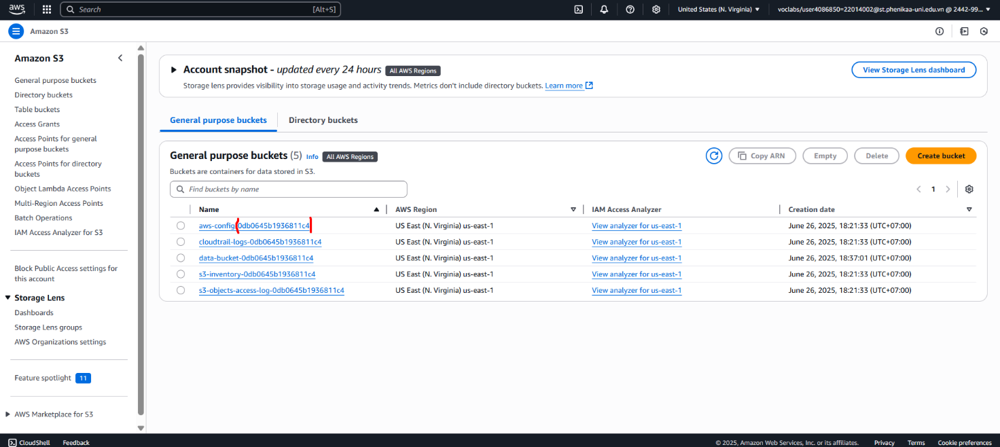 aws Search [Alt+S] United States (N. Virginia) voclabs/user4086850=22014002@st.phenikaa-uni.edu.vn @ 2442-99...
Amazon S3
Amazon S3
General purpose buckets
Directory buckets
Table buckets
Access Grants
Access Points for general
purpose buckets
Access Points for directory
buckets
Object Lambda Access Points
Multi-Region Access Points
Batch Operations
IAM Access Analyzer for S3
Block Public Access settings for
this account
Storage Lens
Dashboards
Storage Lens groups
AWS Organizations settings
Feature spotlight 11
AWS Marketplace for S3
Account snapshot - updated every 24 hours All AWS Regions View Storage Lens dashboard
Storage lens provides visibility into storage usage and activity trends. Metrics don't include directory buckets. Learn more
General purpose buckets Directory buckets
General purpose buckets (5) Info All AWS Regions Copy ARN Empty Delete Create bucket
Buckets are containers for data stored in S3.
Find buckets by name 1
Name AWS Region IAM Access Analyzer Creation date
aws-config-0db0645b1936811c4 US East (N. Virginia) us-east-1 View analyzer for us-east-1 June 26, 2025, 18:21:33 (UTC+07:00)
cloudtrail-logs-0db0645b1936811c4 US East (N. Virginia) us-east-1 View analyzer for us-east-1 June 26, 2025, 18:21:33 (UTC+07:00)
data-bucket-0db0645b1936811c4 US East (N. Virginia) us-east-1 View analyzer for us-east-1 June 26, 2025, 18:37:01 (UTC+07:00)
s3-inventory-0db0645b1936811c4 US East (N. Virginia) us-east-1 View analyzer for us-east-1 June 26, 2025, 18:21:33 (UTC+07:00)
s3-objects-access-log-0db0645b1936811c4 US East (N. Virginia) us-east-1 View analyzer for us-east-1 June 26, 2025, 18:21:33 (UTC+07:00)
CloudShell Feedback © 2025, Amazon Web Services, Inc. or its affiliates. Privacy Terms Cookie preferences